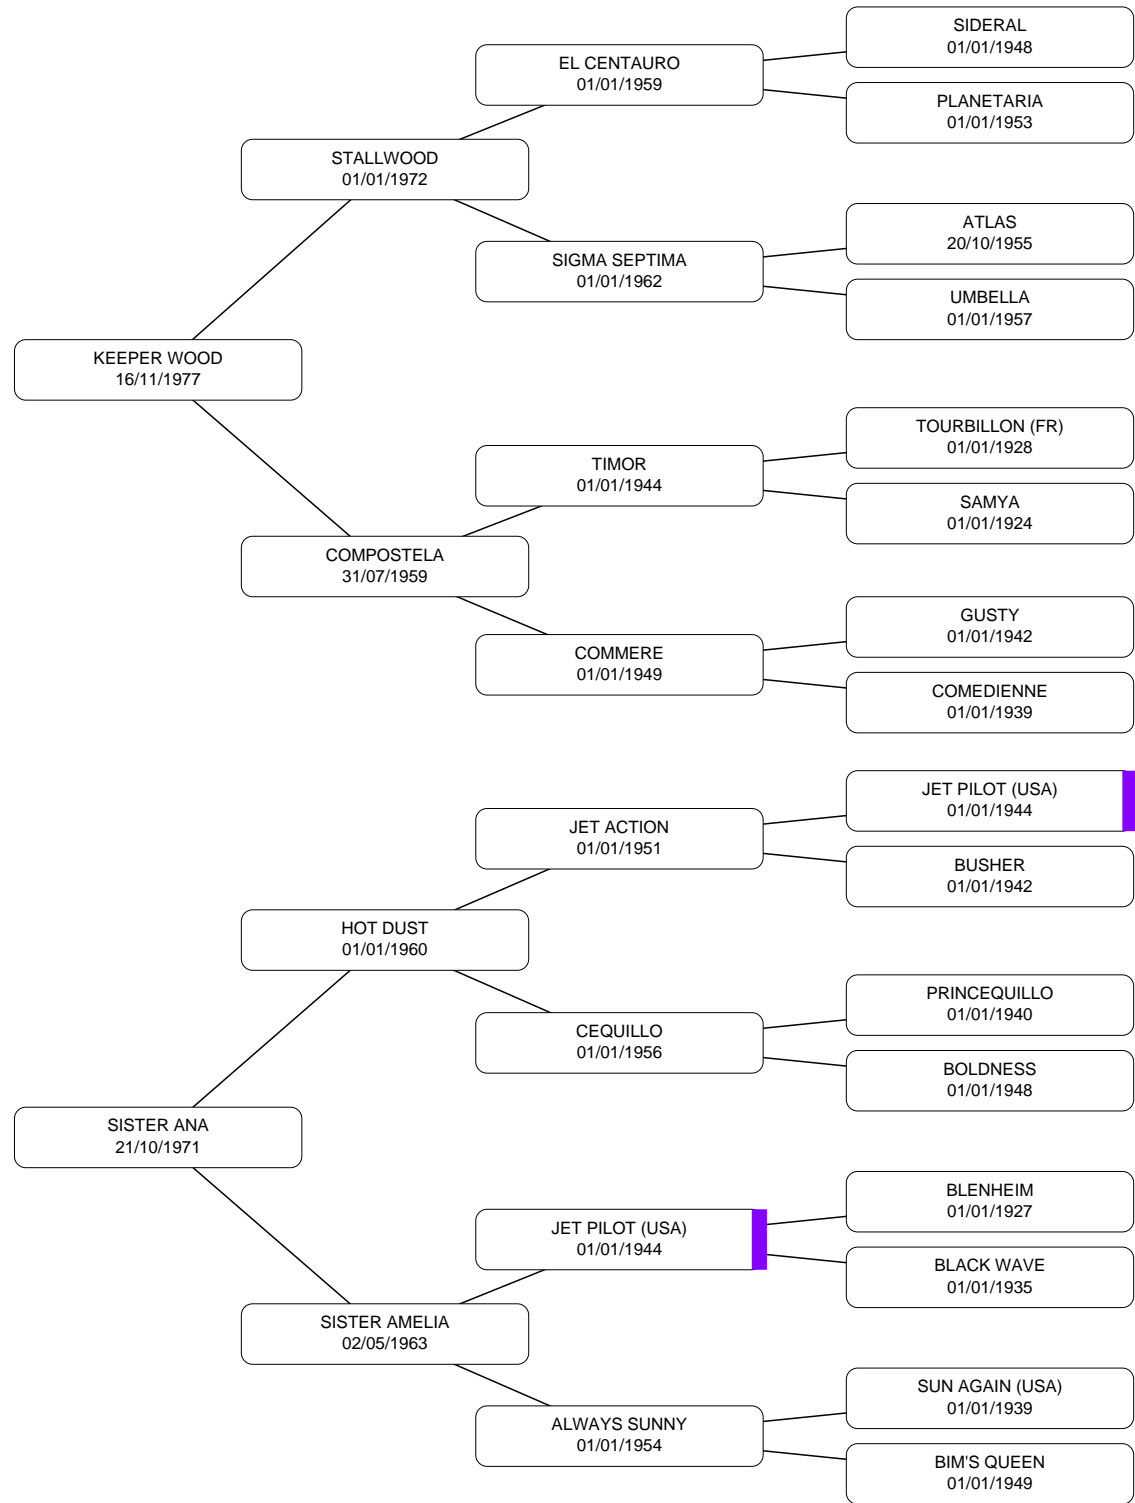 SIDERAL
01/01/1948
EL CENTAURO
01/01/1959
PLANETARIA
01/01/1953
STALLWOOD
01/01/1972
ATLAS
20/10/1955
SIGMA SEPTIMA
01/01/1962
UMBELLA
01/01/1957
KEEPER WOOD
16/11/1977
TOURBILLON (FR)
01/01/1928
TIMOR
01/01/1944
SAMYA
01/01/1924
COMPOSTELA
31/07/1959
GUSTY
01/01/1942
COMMERE
01/01/1949
COMEDIENNE
01/01/1939
JET PILOT (USA)
01/01/1944
JET ACTION
01/01/1951
BUSHER
01/01/1942
HOT DUST
01/01/1960
PRINCEQUILLO
01/01/1940
CEQUILLO
01/01/1956
BOLDNESS
01/01/1948
SISTER ANA
21/10/1971
BLENHEIM
01/01/1927
JET PILOT (USA)
01/01/1944
BLACK WAVE
01/01/1935
SISTER AMELIA
02/05/1963
SUN AGAIN (USA)
01/01/1939
ALWAYS SUNNY
01/01/1954
BIM'S QUEEN
01/01/1949